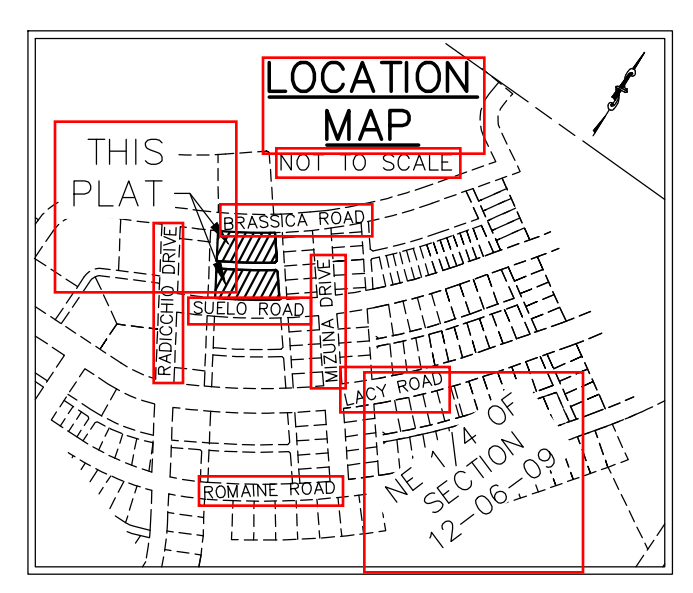 LOCATION
MAP
NOT TO SCALE
THIS
PLAT
BRASSICA ROAD
RADICCHIO DRIVE
MIZUNA DRIVE
SUELO ROAD
LACY ROAD
NE 1/4 OF
SECTION
12-06-09
ROMAINE ROAD